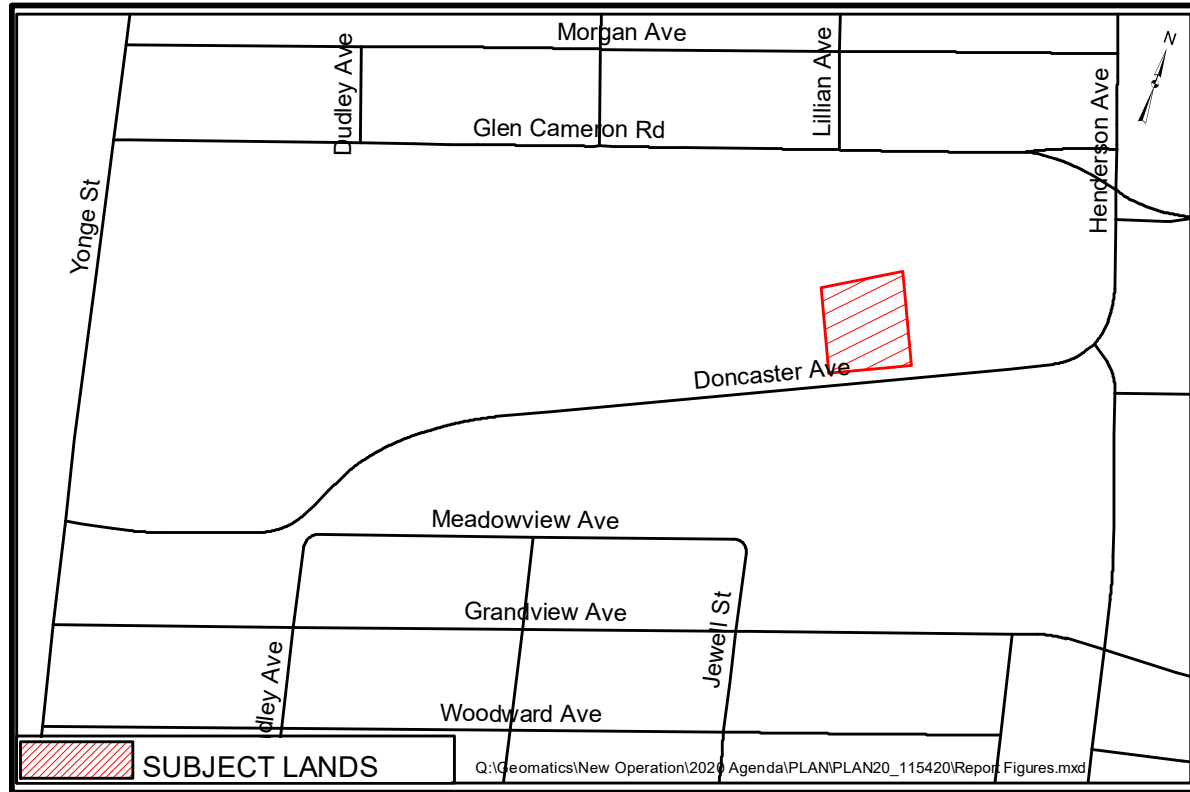 Morgan Ave
N
Dudley Ave
Lillian Ave
Glen Cameron Rd
Henderson Ave
Yonge St
Doncaster Ave
Meadowview Ave
Grandview Ave
Jewell St
dley Ave
Woodward Ave
SUBJECT LANDS
Q:\Geomatics\New Operation\2020 Agenda\PLAN\PLAN20_115420\Report Figures.mxd